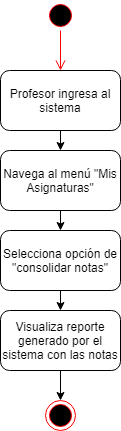 Profesor ingresa al
sistema
Navega al menú "Mis
Asignaturas"
Selecciona opción de
"consolidar notas"
Visualiza reporte
generado por el
sistema con las notas